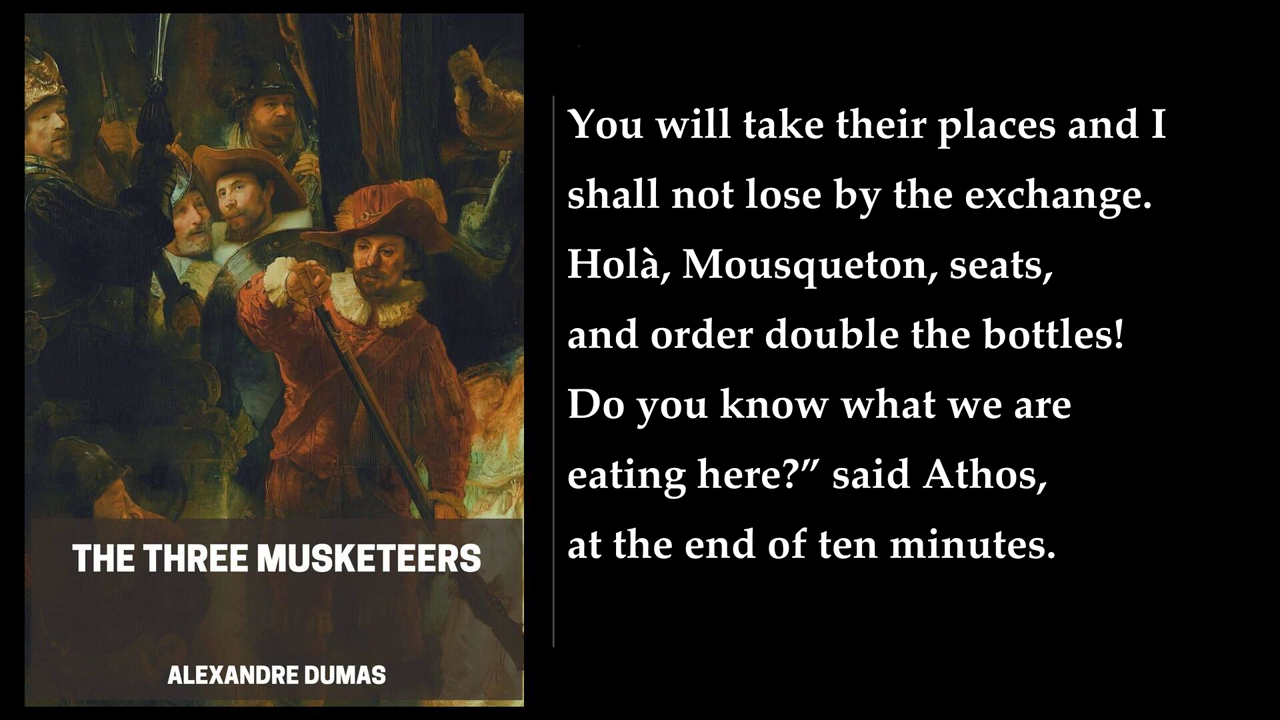 THE THREE MUSKETEERS
ALEXANDRE DUMAS
You will take their places and I
shall not lose by the exchange.
Holà, Mousqueton, seats,
and order double the bottles!
Do you know what we are
eating here?” said Athos,
at the end of ten minutes.